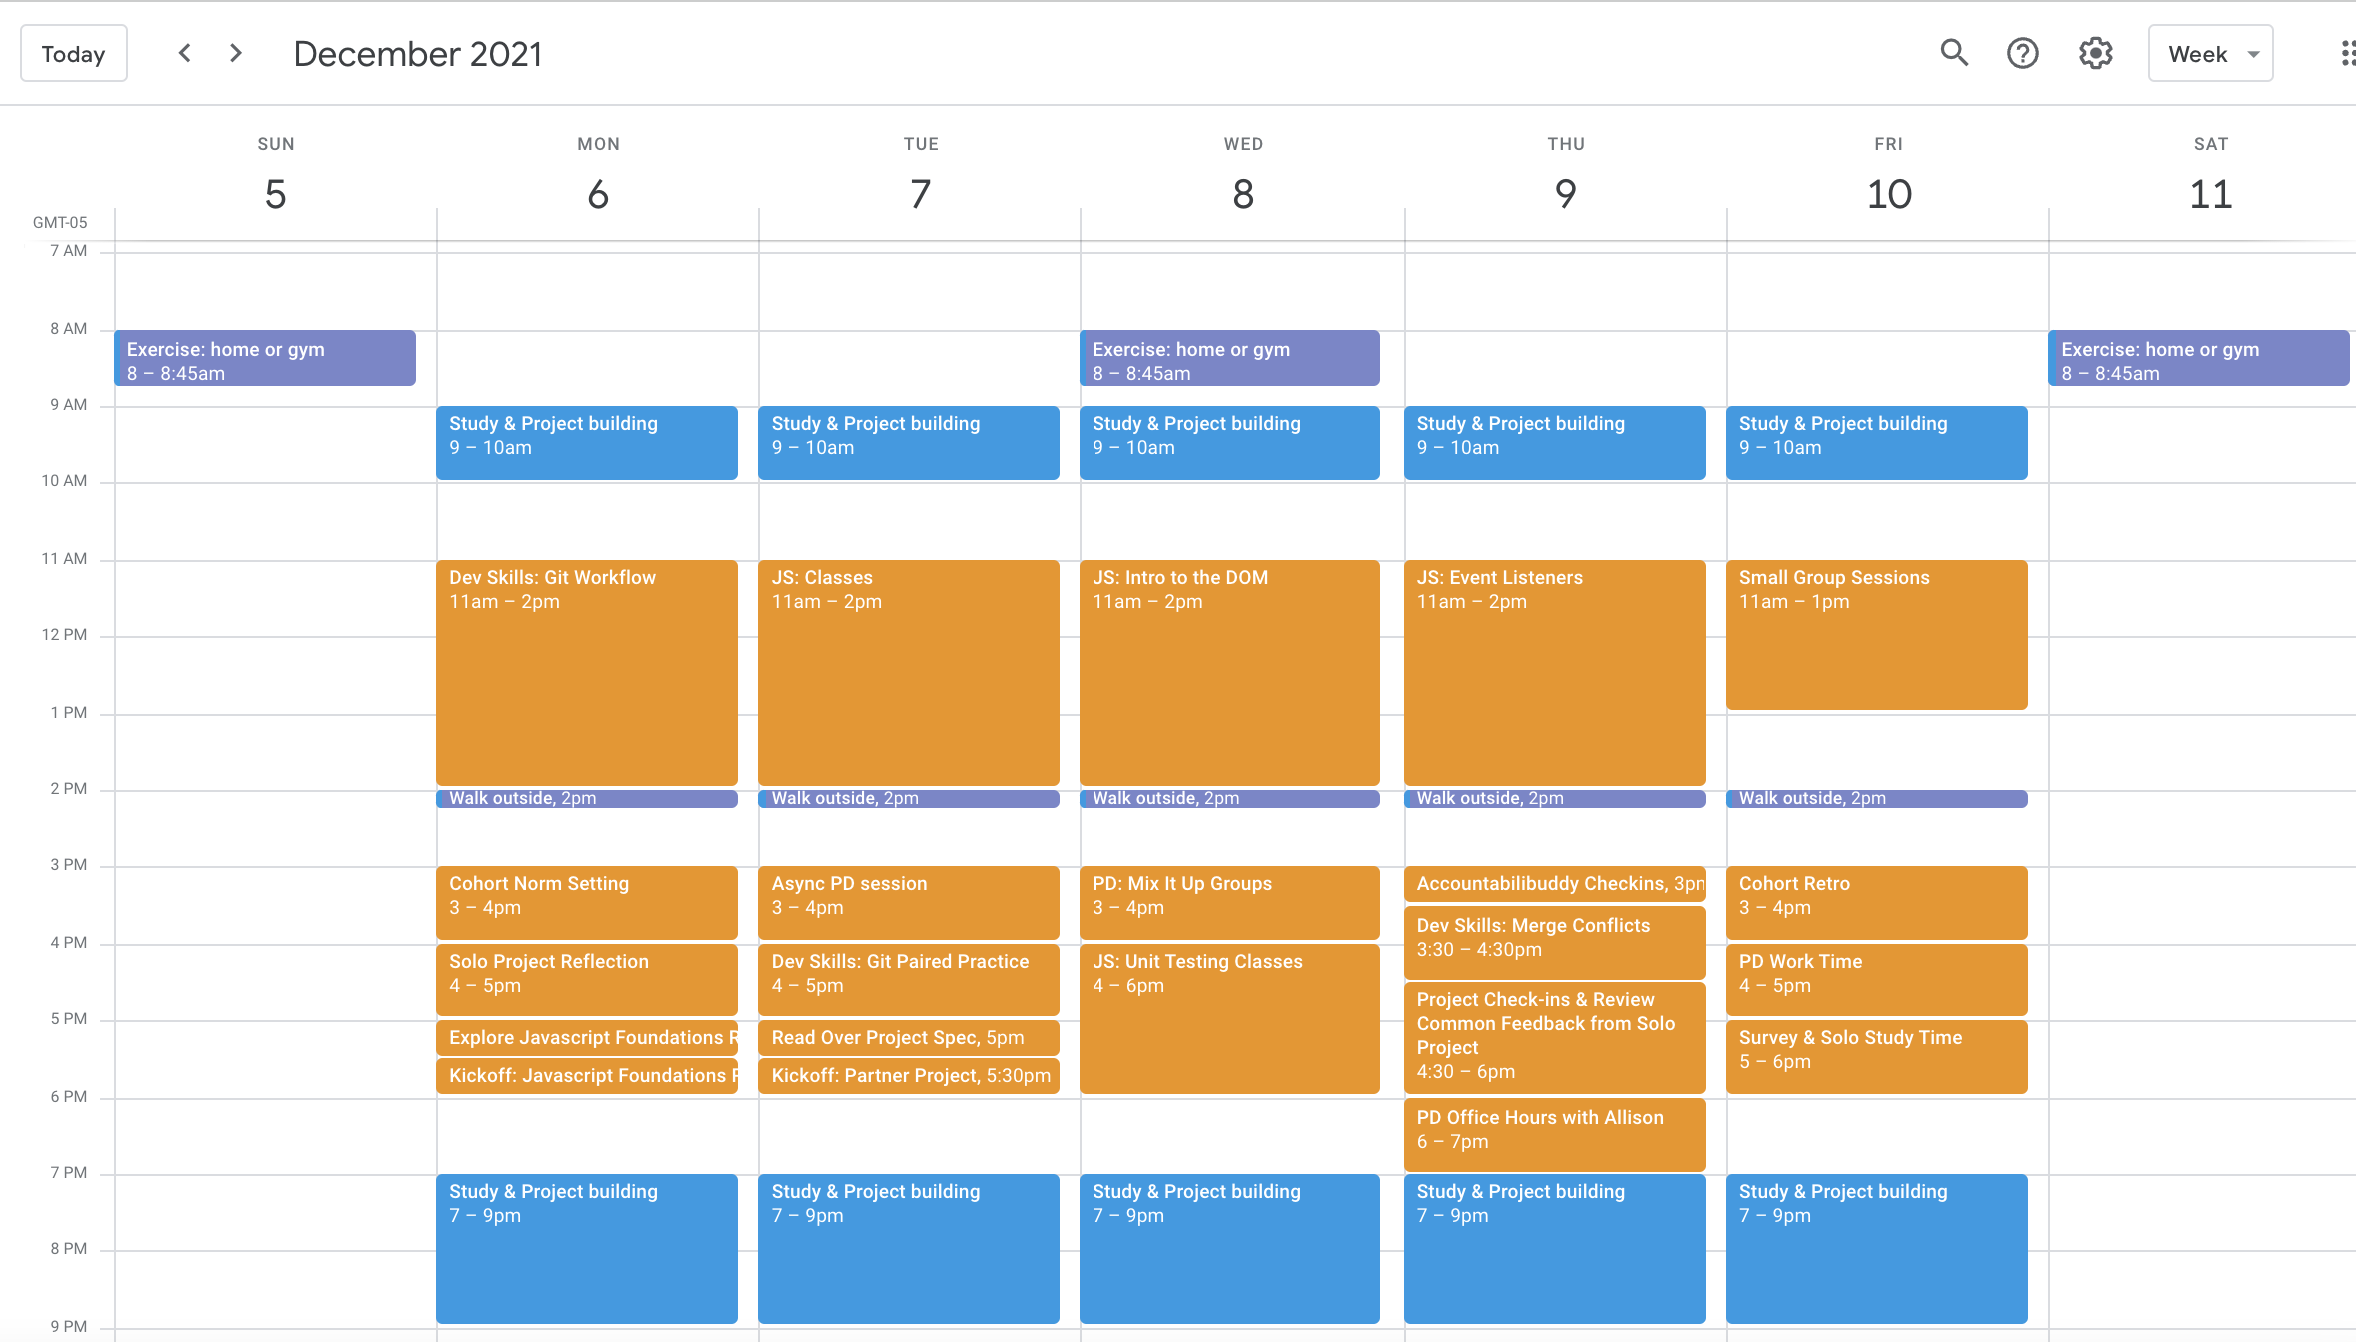 Today
December 2021
Week
GMT-05
SUN
5
MON
6
TUE
7
WED
8
THU
9
FRI
10
SAT
11
7 AM
8 AM
9 AM
10 AM
11 AM
12 PM
1 PM
2 PM
3 PM
4 PM
5 PM
6 PM
7 PM
8 PM
9 PM
Exercise: home or gym
8 – 8:45am
Study & Project building
9 – 10am
Dev Skills: Git Workflow
11am – 2pm
Walk outside, 2pm
Cohort Norm Setting
3 – 4pm
Solo Project Reflection
4 – 5pm
Explore Javascript Foundations
Kickoff: Javascript Foundations
Study & Project building
7 – 9pm
Study & Project building
9 – 10am
JS: Classes
11am – 2pm
Walk outside, 2pm
Async PD session
3 – 4pm
Dev Skills: Git Paired Practice
4 – 5pm
Read Over Project Spec, 5pm
Kickoff: Partner Project, 5:30pm
Study & Project building
7 – 9pm
Exercise: home or gym
8 – 8:45am
Study & Project building
9 – 10am
JS: Intro to the DOM
11am – 2pm
Walk outside, 2pm
PD: Mix It Up Groups
3 – 4pm
JS: Unit Testing Classes
4 – 6pm
Study & Project building
7 – 9pm
Study & Project building
9 – 10am
JS: Event Listeners
11am – 2pm
Walk outside, 2pm
Accountabilibuddy Checkins,
Dev Skills: Merge Conflicts
3:30 – 4:30pm
Project Check-ins & Review
Common Feedback from Solo
Project
4:30 – 6pm
PD Office Hours with Allison
6 – 7pm
Study & Project building
7 – 9pm
Study & Project building
9 – 10am
Small Group Sessions
11am – 1pm
Walk outside, 2pm
Cohort Retro
3 – 4pm
PD Work Time
4 – 5pm
Survey & Solo Study Time
5 – 6pm
Study & Project building
7 – 9pm
Exercise: home or gym
8 – 8:45am